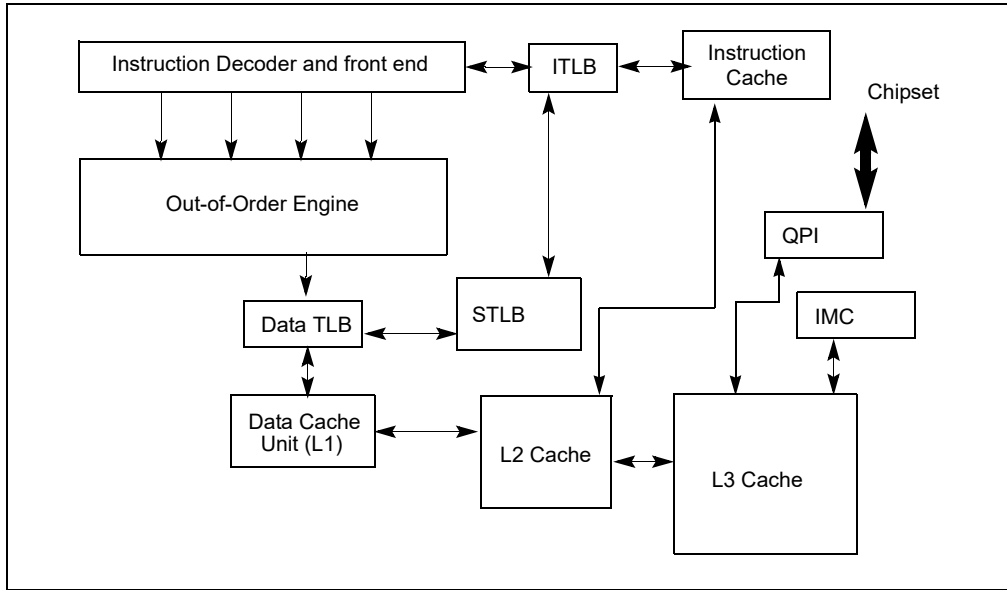 Instruction Decoder and front end
ITLB
Instruction
Cache
Chipset
Out-of-Order Engine
QPI
STLB
IMC
Data TLB
Data Cache
Unit (L1)
L2 Cache
L3 Cache